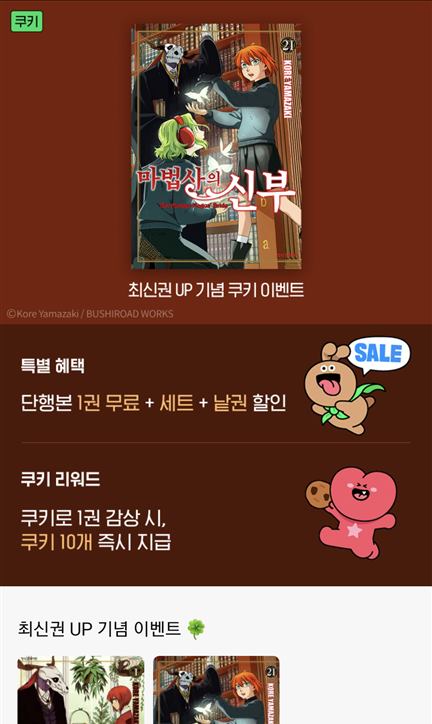 쿠키
21
KORE YAMAZAKI
마법사의
신부
최신권 UP 기념 쿠키 이벤트
©Kore Yamazaki / BUSHIROAD WORKS
특별 혜택
SALE
단행본 1권 무료 + 세트 + 낱권 할인
쿠키 리워드
쿠키로 1권 감상 시,
쿠키 10개 즉시 지급
최신권 UP 기념 이벤트
21
KORE YAMAZAKI